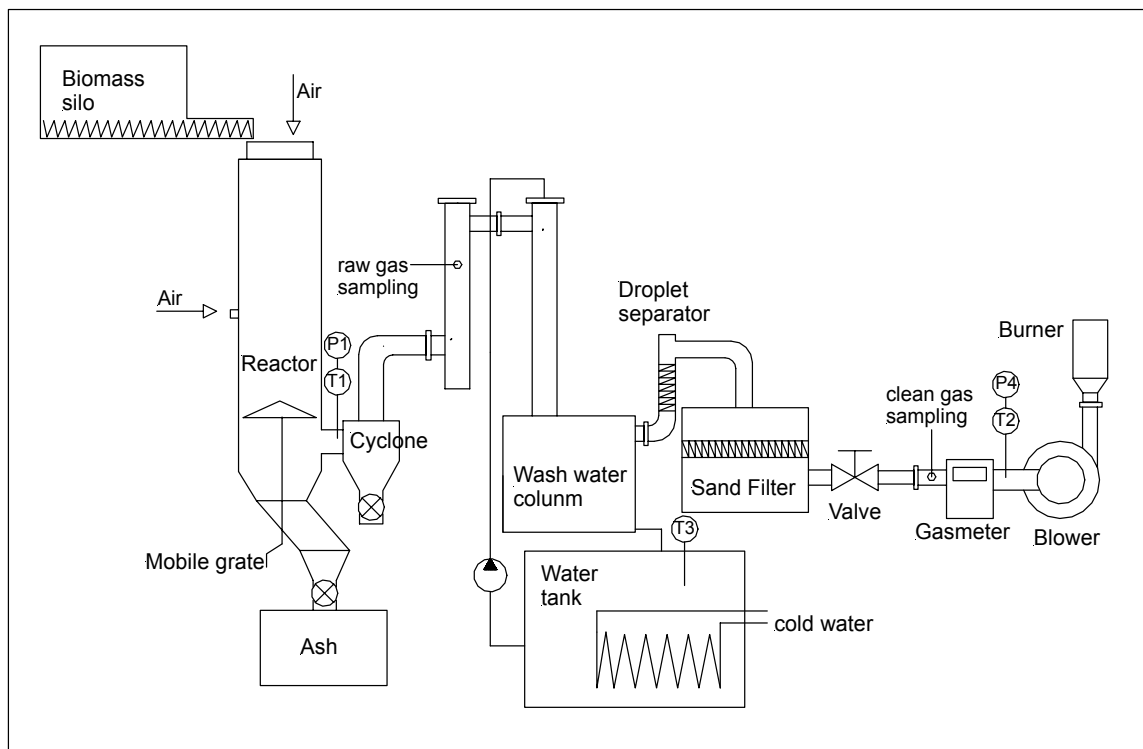 Biomass
silo
Air
raw gas
sampling
Air
Droplet
separator
Burner
P1
Reactor
T1
P4
clean gas
sampling
T2
Cyclone
Wash water
colunm
Sand Filter
Valve
Gasmeter
Blower
T3
Mobile grate
Water
tank
cold water
Ash